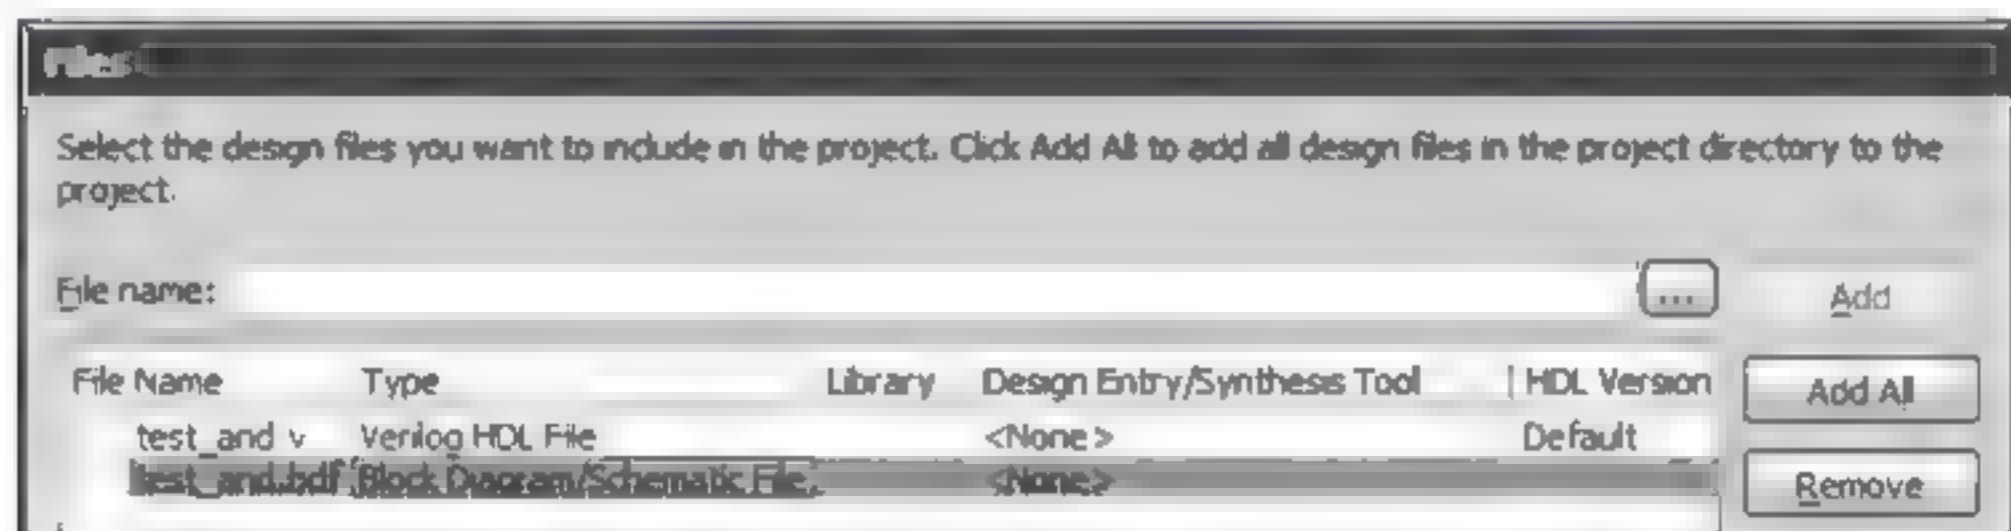 Files
Select the design files you want to include in the project. Click Add All to add all design files in the project directory to the
project.
File name: ... Add
File Name Type Library Design Entry/Synthesis Tool HDL Version Add All
test_and.v Verilog HDL File <None> Default
test_and.bdf Block Diagram/Schematic File <None> Remove